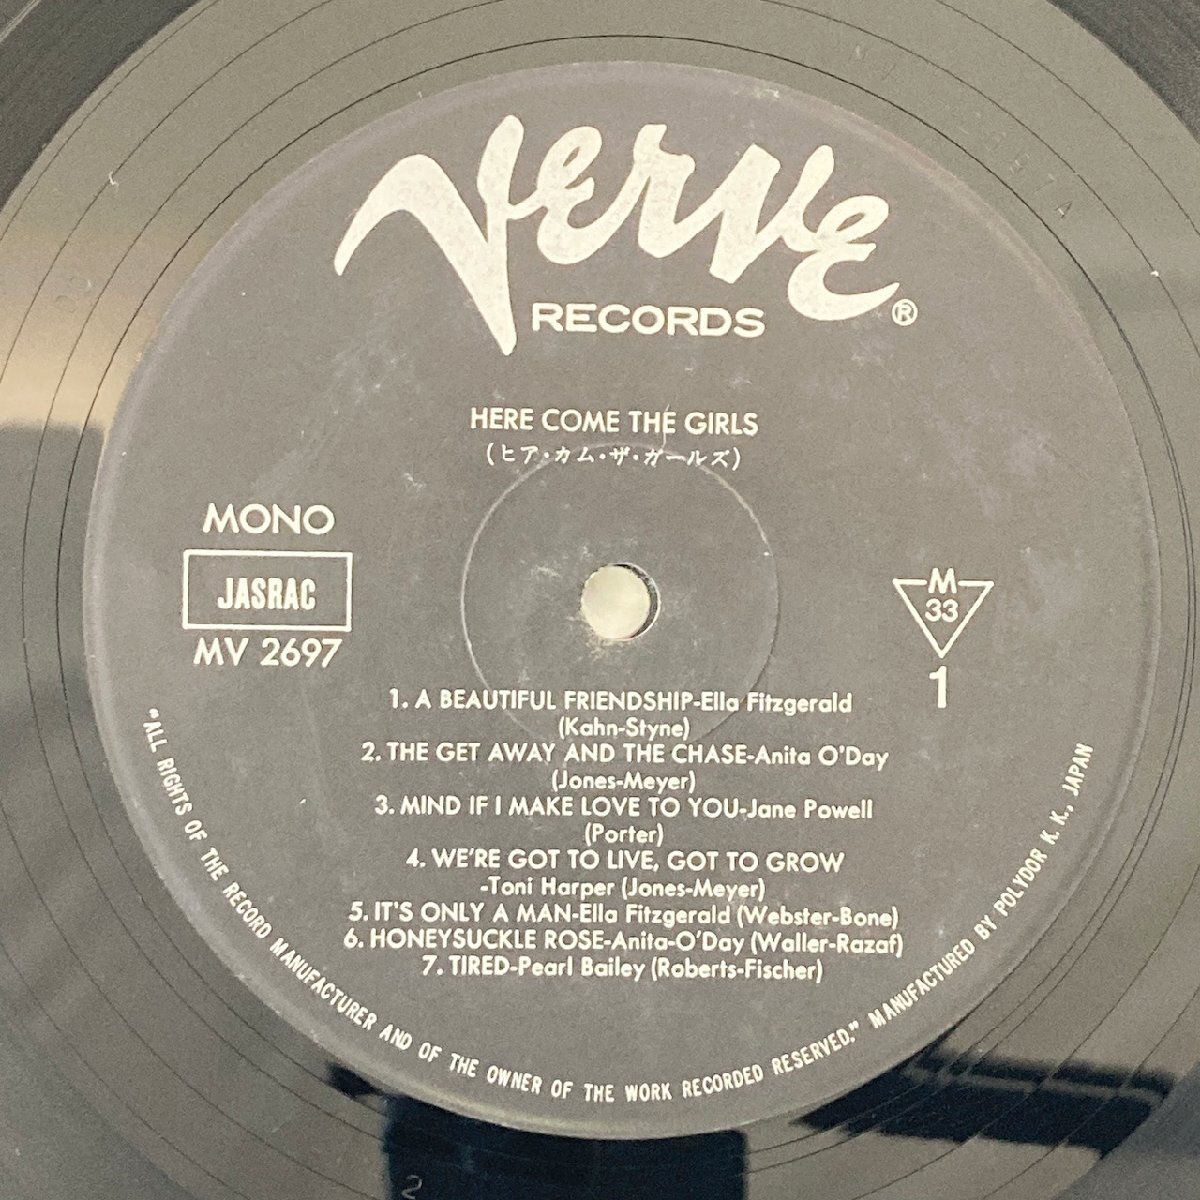 Verve
RECORDS ®
HERE COME THE GIRLS
(ヒア・カム・ザ・ガールズ)
MONO
JASRAC
MV 2697
M
33
1
1. A BEAUTIFUL FRIENDSHIP-Ella Fitzgerald
(Kahn-Styne)
2. THE GET AWAY AND THE CHASE-Anita O'Day
(Jones-Meyer)
3. MIND IF I MAKE LOVE TO YOU-Jane Powell
(Porter)
4. WE'RE GOT TO LIVE, GOT TO GROW
-Toni Harper (Jones-Meyer)
5. IT'S ONLY A MAN-Ella Fitzgerald (Webster-Bone)
6. HONEYSUCKLE ROSE-Anita-O'Day (Waller-Razaf)
7. TIRED-Pearl Bailey (Roberts-Fischer)
"ALL RIGHTS OF THE RECORD MANUFACTURER AND OF THE OWNER OF THE WORK RECORDED RESERVED." MANUFACTURED BY POLYDOR K. K., JAPAN
2